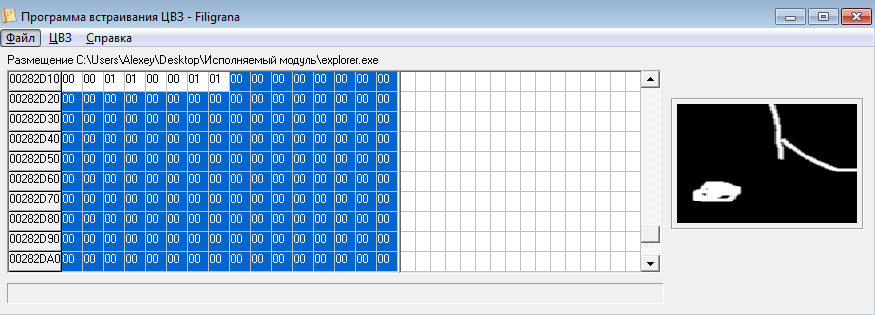 Программа встраивания ЦВЗ - Filigrana
Файл ЦВЗ Справка
Размещение C:\Users\Alexey\Desktop\Исполняемый модуль\explorer.exe
00282D10 00 00 01 01 00 00 01 01 00 00 00 00 00 00 00 00
00282D20 00 00 00 00 00 00 00 00 00 00 00 00 00 00 00 00
00282D30 00 00 00 00 00 00 00 00 00 00 00 00 00 00 00 00
00282D40 00 00 00 00 00 00 00 00 00 00 00 00 00 00 00 00
00282D50 00 00 00 00 00 00 00 00 00 00 00 00 00 00 00 00
00282D60 00 00 00 00 00 00 00 00 00 00 00 00 00 00 00 00
00282D70 00 00 00 00 00 00 00 00 00 00 00 00 00 00 00 00
00282D80 00 00 00 00 00 00 00 00 00 00 00 00 00 00 00 00
00282D90 00 00 00 00 00 00 00 00 00 00 00 00 00 00 00 00
00282DA0 00 00 00 00 00 00 00 00 00 00 00 00 00 00 00 00